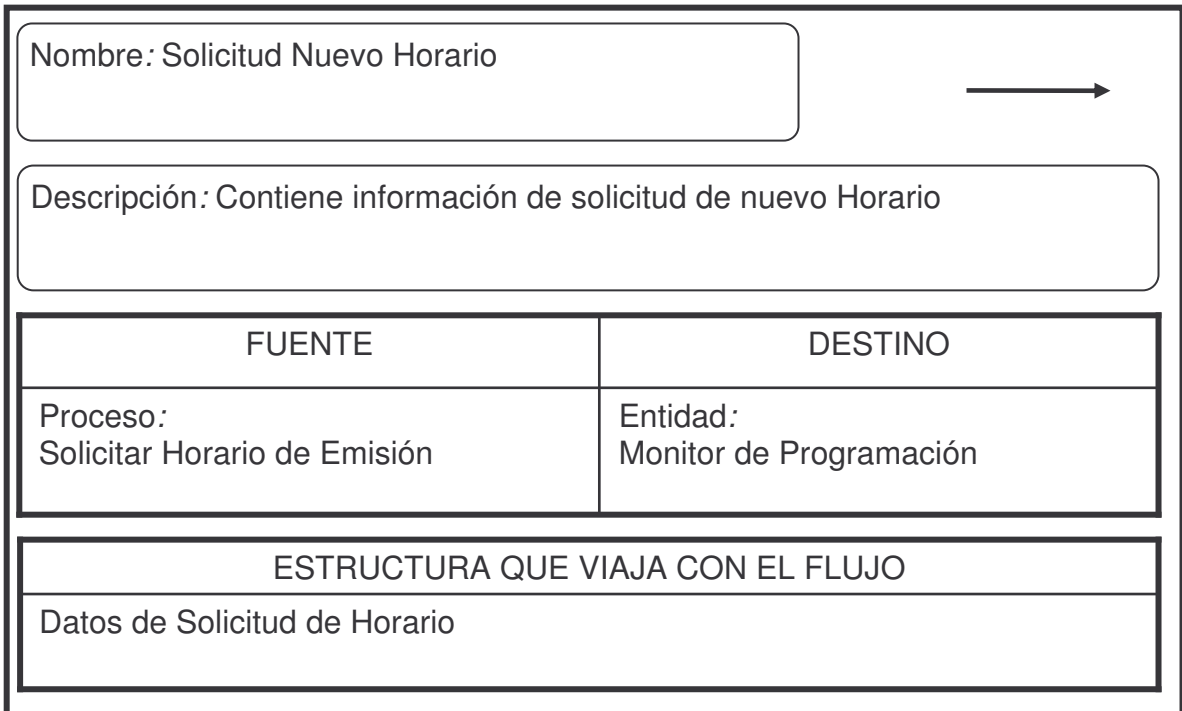 Nombre: Solicitud Nuevo Horario
Descripción: Contiene información de solicitud de nuevo Horario
FUENTE
DESTINO
Proceso:
Solicitar Horario de Emisión
Entidad:
Monitor de Programación
ESTRUCTURA QUE VIAJA CON EL FLUJO
Datos de Solicitud de Horario